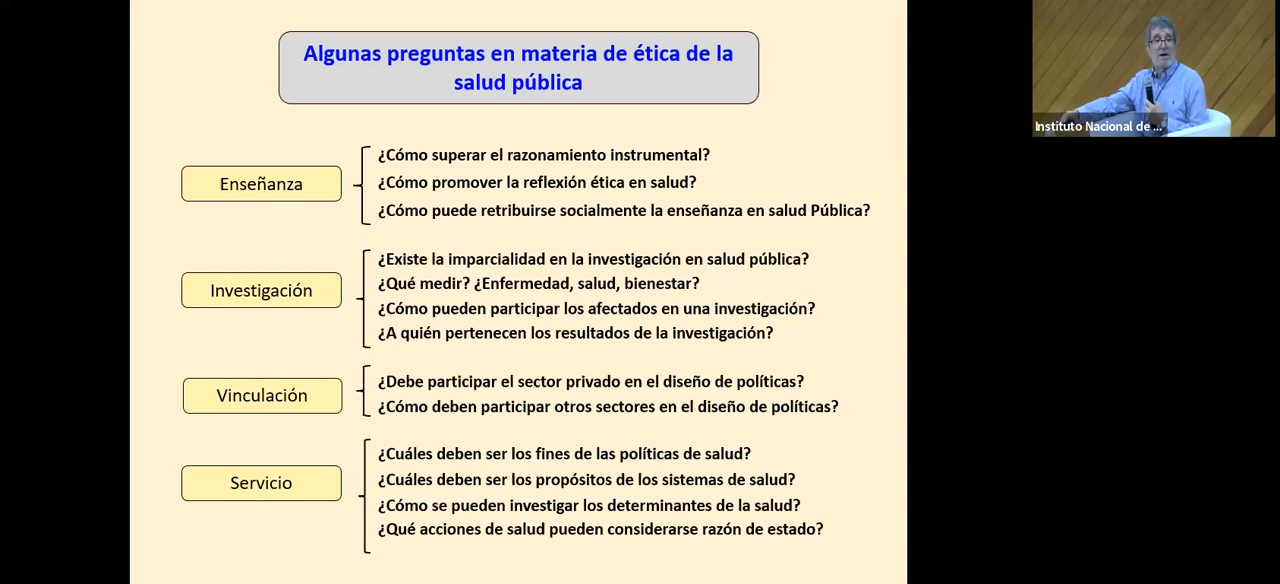 Algunas preguntas en materia de ética de la
salud pública
Enseñanza
¿Cómo superar el razonamiento instrumental?
¿Cómo promover la reflexión ética en salud?
¿Cómo puede retribuirse socialmente la enseñanza en salud Pública?
Investigación
¿Existe la imparcialidad en la investigación en salud pública?
¿Qué medir? ¿Enfermedad, salud, bienestar?
¿Cómo pueden participar los afectados en una investigación?
¿A quién pertenecen los resultados de la investigación?
Vinculación
¿Debe participar el sector privado en el diseño de políticas?
¿Cómo deben participar otros sectores en el diseño de políticas?
Servicio
¿Cuáles deben ser los fines de las políticas de salud?
¿Cuáles deben ser los propósitos de los sistemas de salud?
¿Cómo se pueden investigar los determinantes de la salud?
¿Qué acciones de salud pueden considerarse razón de estado?
Instituto Nacional de ...